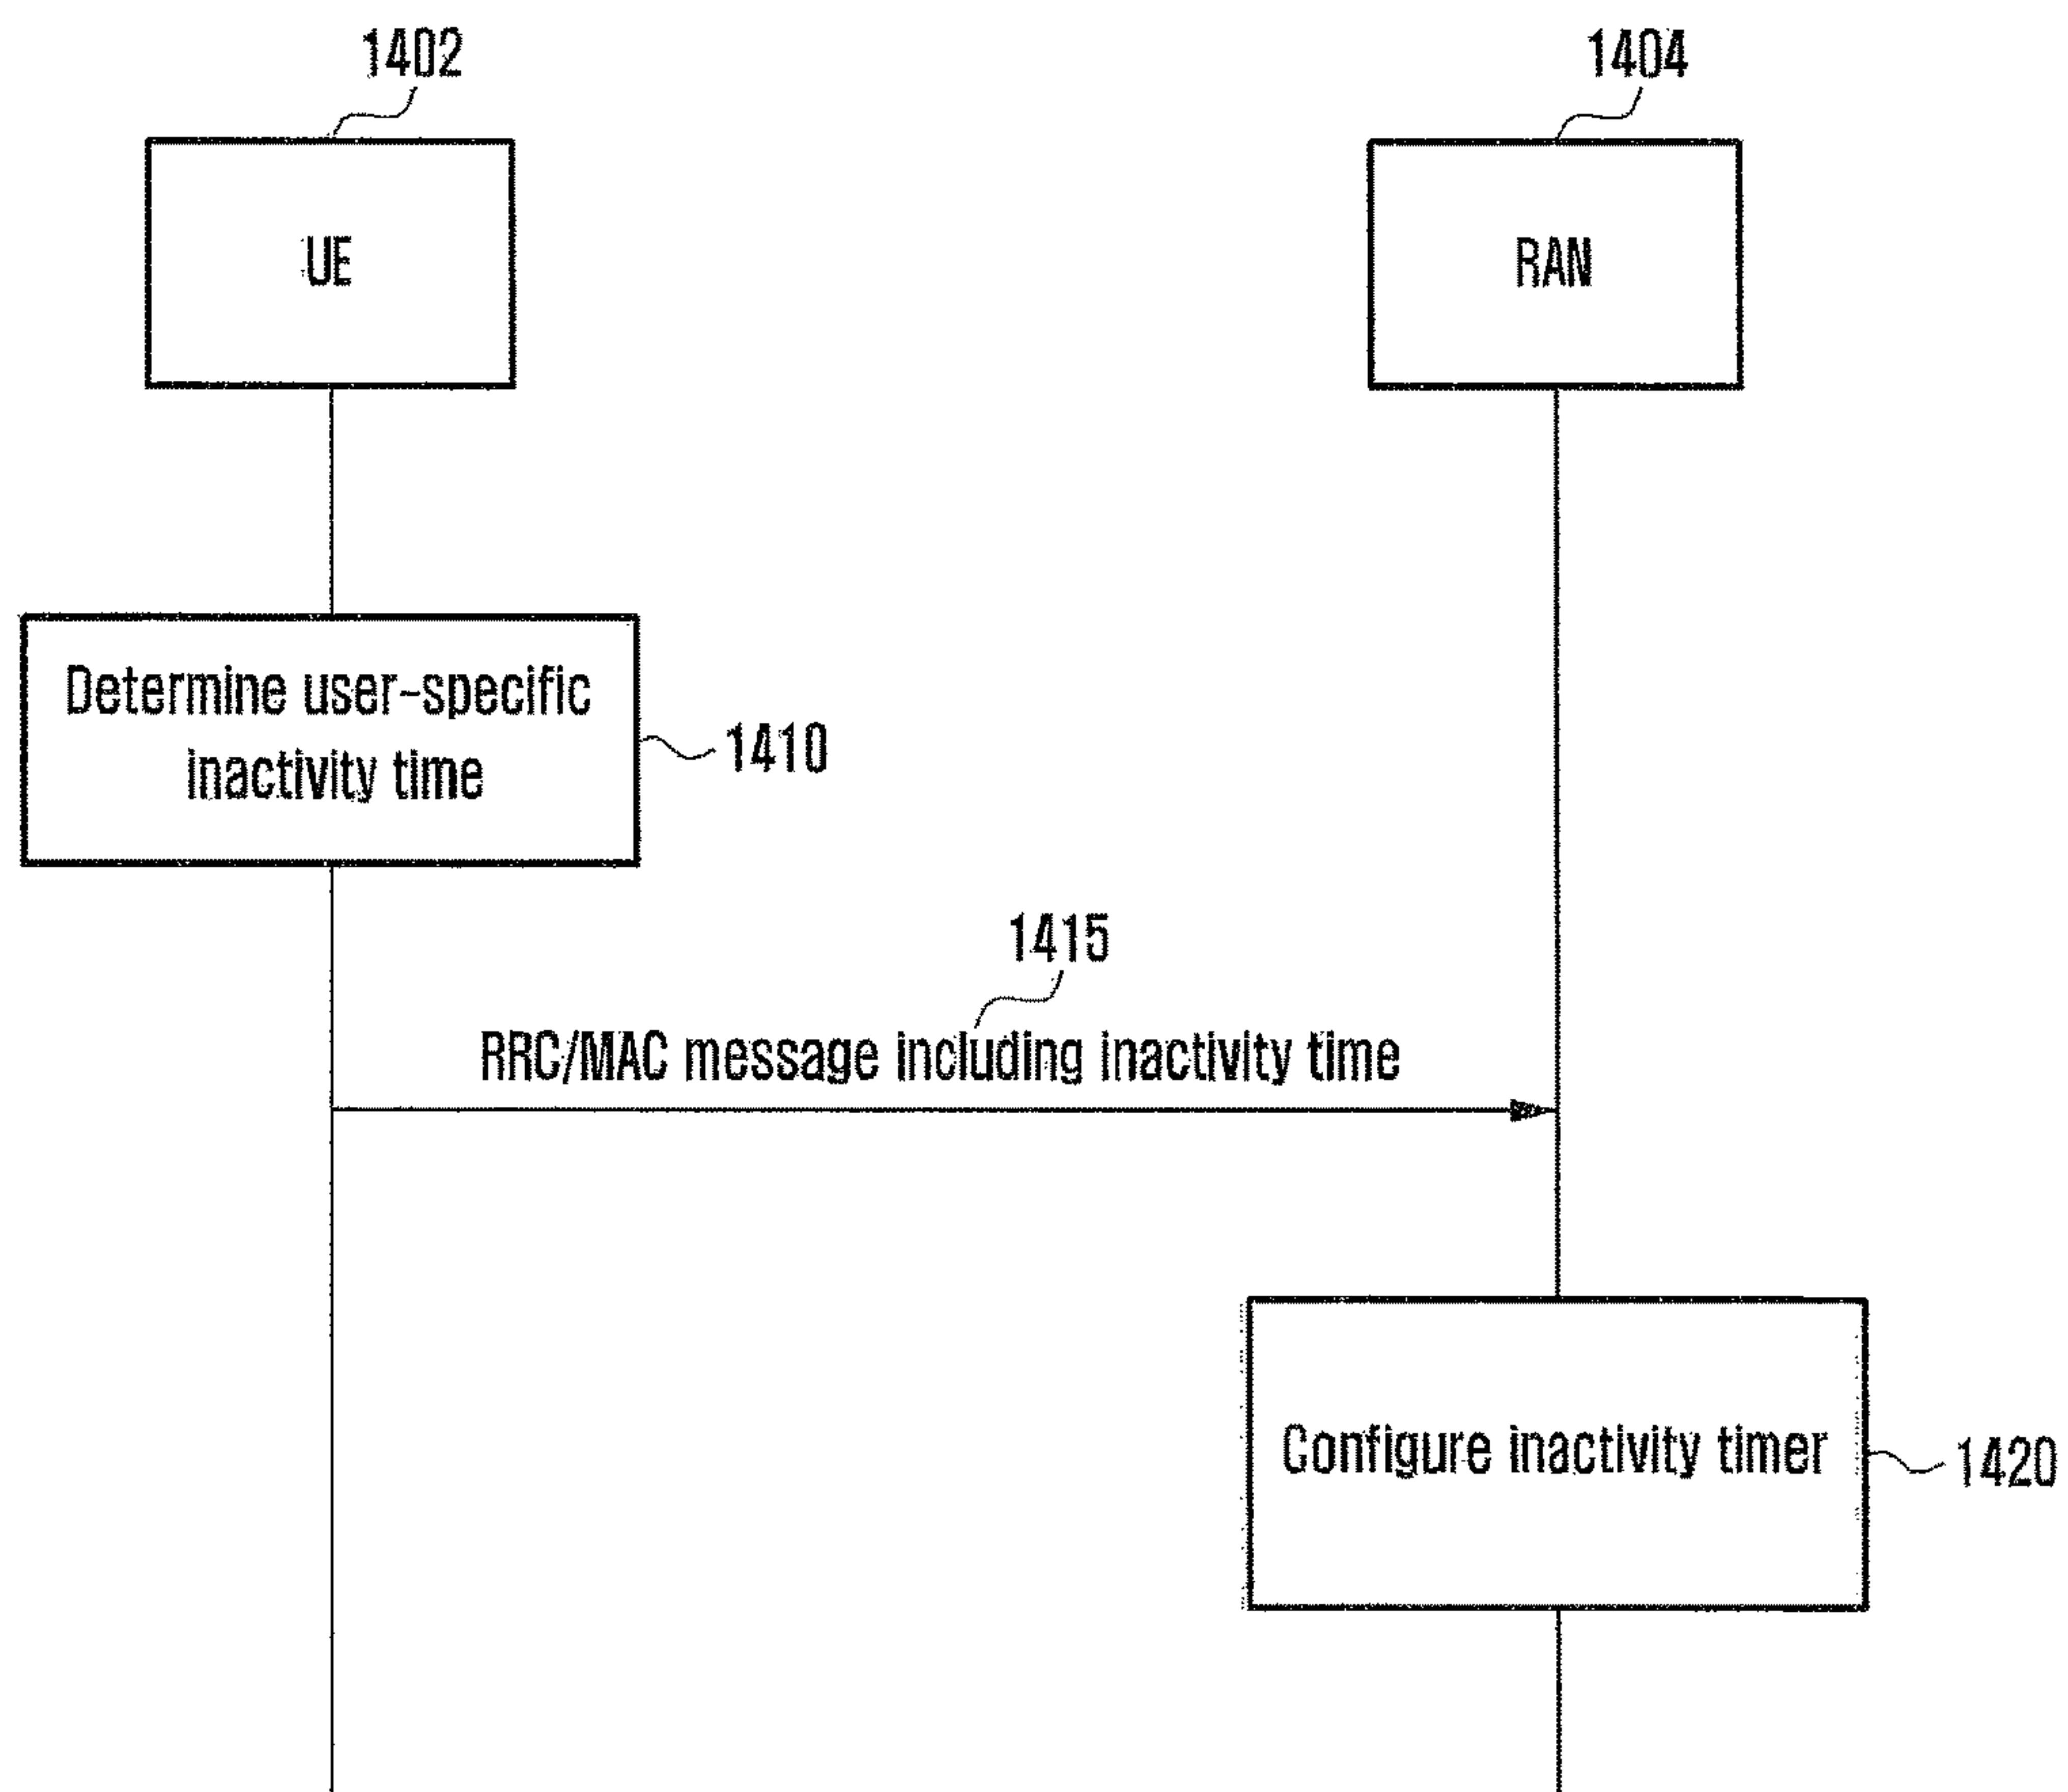 1402
1404
UE
RAN
Determine user-specific
inactivity time
1410
1415
RRC/MAC message including inactivity time
Configure inactivity timer
1420